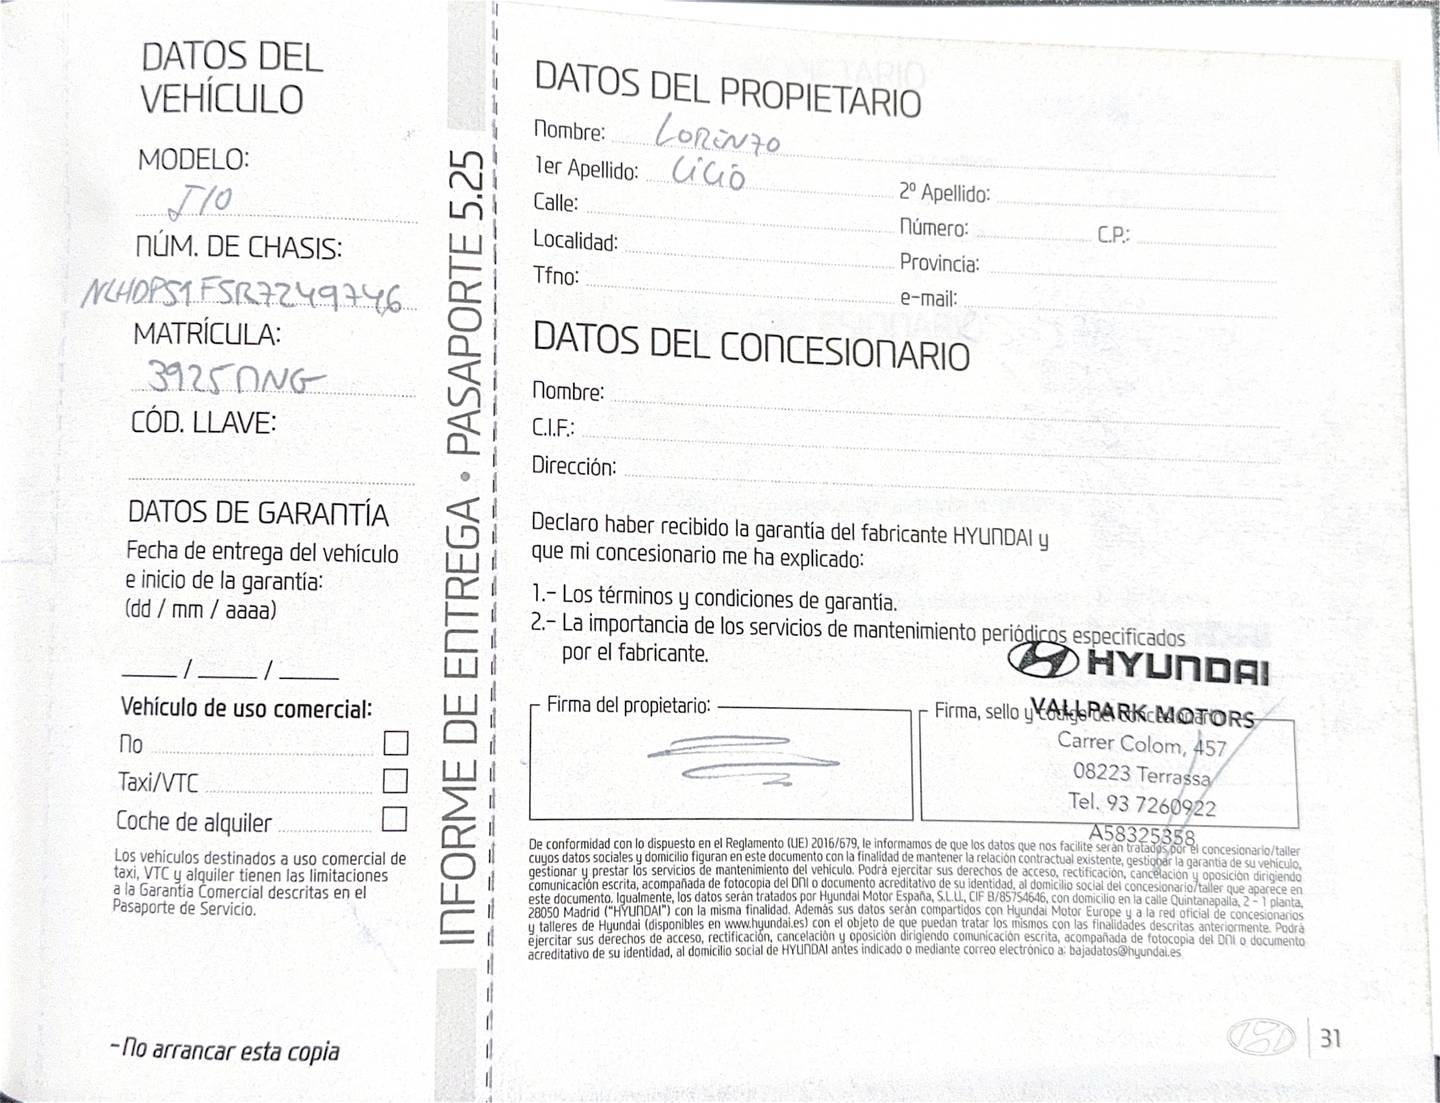 DATOS DEL
VEHÍCULO
MODELO:
I10
NÚM. DE CHASIS:
NLHDP51FSR7249746
MATRÍCULA:
3925NNG
CÓD. LLAVE:
DATOS DE GARANTÍA
Fecha de entrega del vehículo
e inicio de la garantía:
(dd / mm / aaaa)
____ / ____ / ____
Vehículo de uso comercial:
No
Taxi/VTC
Coche de alquiler
Los vehículos destinados a uso comercial de
taxi, VTC y alquiler tienen las limitaciones
a la Garantía Comercial descritas en el
Pasaporte de Servicio.
-No arrancar esta copia
INFORME DE ENTREGA • PASAPORTE 5.25
DATOS DEL PROPIETARIO
Nombre: LORENZO
1er Apellido: CICIÓ 2º Apellido:
Calle: Número: C.P.:
Localidad: Provincia:
Tfno: e-mail:
DATOS DEL CONCESIONARIO
Nombre:
C.I.F.:
Dirección:
Declaro haber recibido la garantía del fabricante HYUNDAI y
que mi concesionario me ha explicado:
1.- Los términos y condiciones de garantía.
2.- La importancia de los servicios de mantenimiento periódicos especificados
por el fabricante.
HYUNDAI
Firma del propietario:
Firma, sello y código del concesionario
VALLPARK MOTORS
Carrer Colom, 457
08223 Terrassa
Tel. 93 7260922
A58325358
De conformidad con lo dispuesto en el Reglamento (UE) 2016/679, le informamos de que los datos que nos facilite serán tratados por el concesionario/taller
cuyos datos sociales y domicilio figuran en este documento con la finalidad de mantener la relación contractual existente, gestionar la garantía de su vehículo,
gestionar y prestar los servicios de mantenimiento del vehículo. Podrá ejercitar sus derechos de acceso, rectificación, cancelación y oposición dirigiendo
comunicación escrita, acompañada de fotocopia del DNI o documento acreditativo de su identidad, al domicilio social del concesionario/taller que aparece en
este documento. Igualmente, los datos serán tratados por Hyundai Motor España, S.L.U., CIF B/85754646, con domicilio en la calle Quintanapalla, 2 - 1 planta,
28050 Madrid ("HYUNDAI") con la misma finalidad. Además sus datos serán compartidos con Hyundai Motor Europe y a la red oficial de concesionarios
y talleres de Hyundai (disponibles en www.hyundai.es) con el objeto de que puedan tratar los mismos con las finalidades descritas anteriormente. Podrá
ejercitar sus derechos de acceso, rectificación, cancelación y oposición dirigiendo comunicación escrita, acompañada de fotocopia del DNI o documento
acreditativo de su identidad, al domicilio social de HYUNDAI antes indicado o mediante correo electrónico a: bajadatos@hyundai.es
31